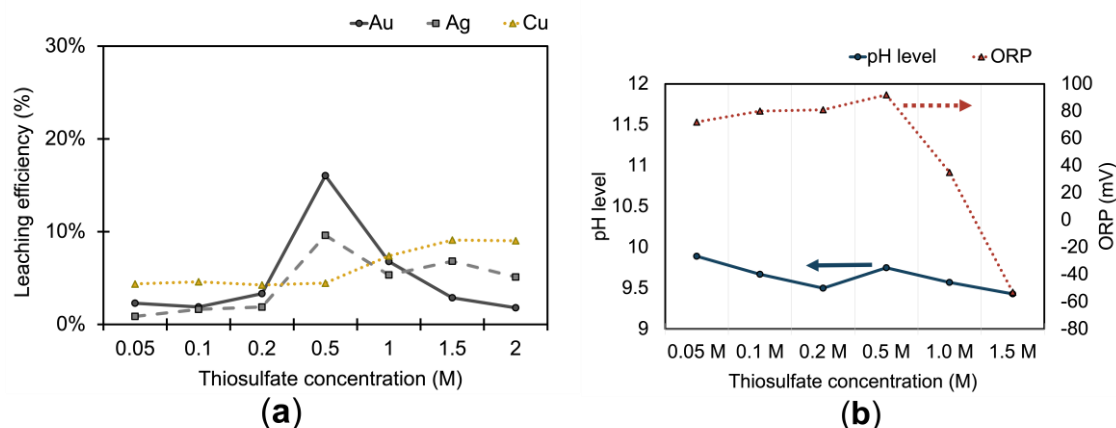 Au Ag Cu
30%
20%
10%
0%
Leaching efficiency (%)
0.05 0.1 0.2 0.5 1 1.5 2
Thiosulfate concentration (M)
(a)
pH level ORP
12
11.5
11
10.5
10
9.5
9
pH level
100
80
60
40
20
0
-20
-40
-60
-80
ORP (mV)
0.05 M 0.1 M 0.2 M 0.5 M 1.0 M 1.5 M
Thiosulfate concentration (M)
(b)